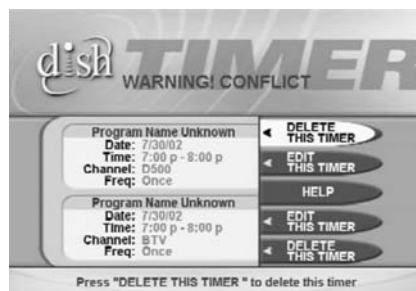 dish
TIMER
WARNING! CONFLICT
Program Name Unknown
Date: 7/30/02
Time: 7:00 p - 8:00 p
Channel: D500
Freq: Once
DELETE
THIS TIMER
EDIT
THIS TIMER
HELP
Program Name Unknown
Date: 7/30/02
Time: 7:00 p - 8:00 p
Channel: BTV
Freq: Once
EDIT
THIS TIMER
DELETE
THIS TIMER
Press "DELETE THIS TIMER " to delete this timer